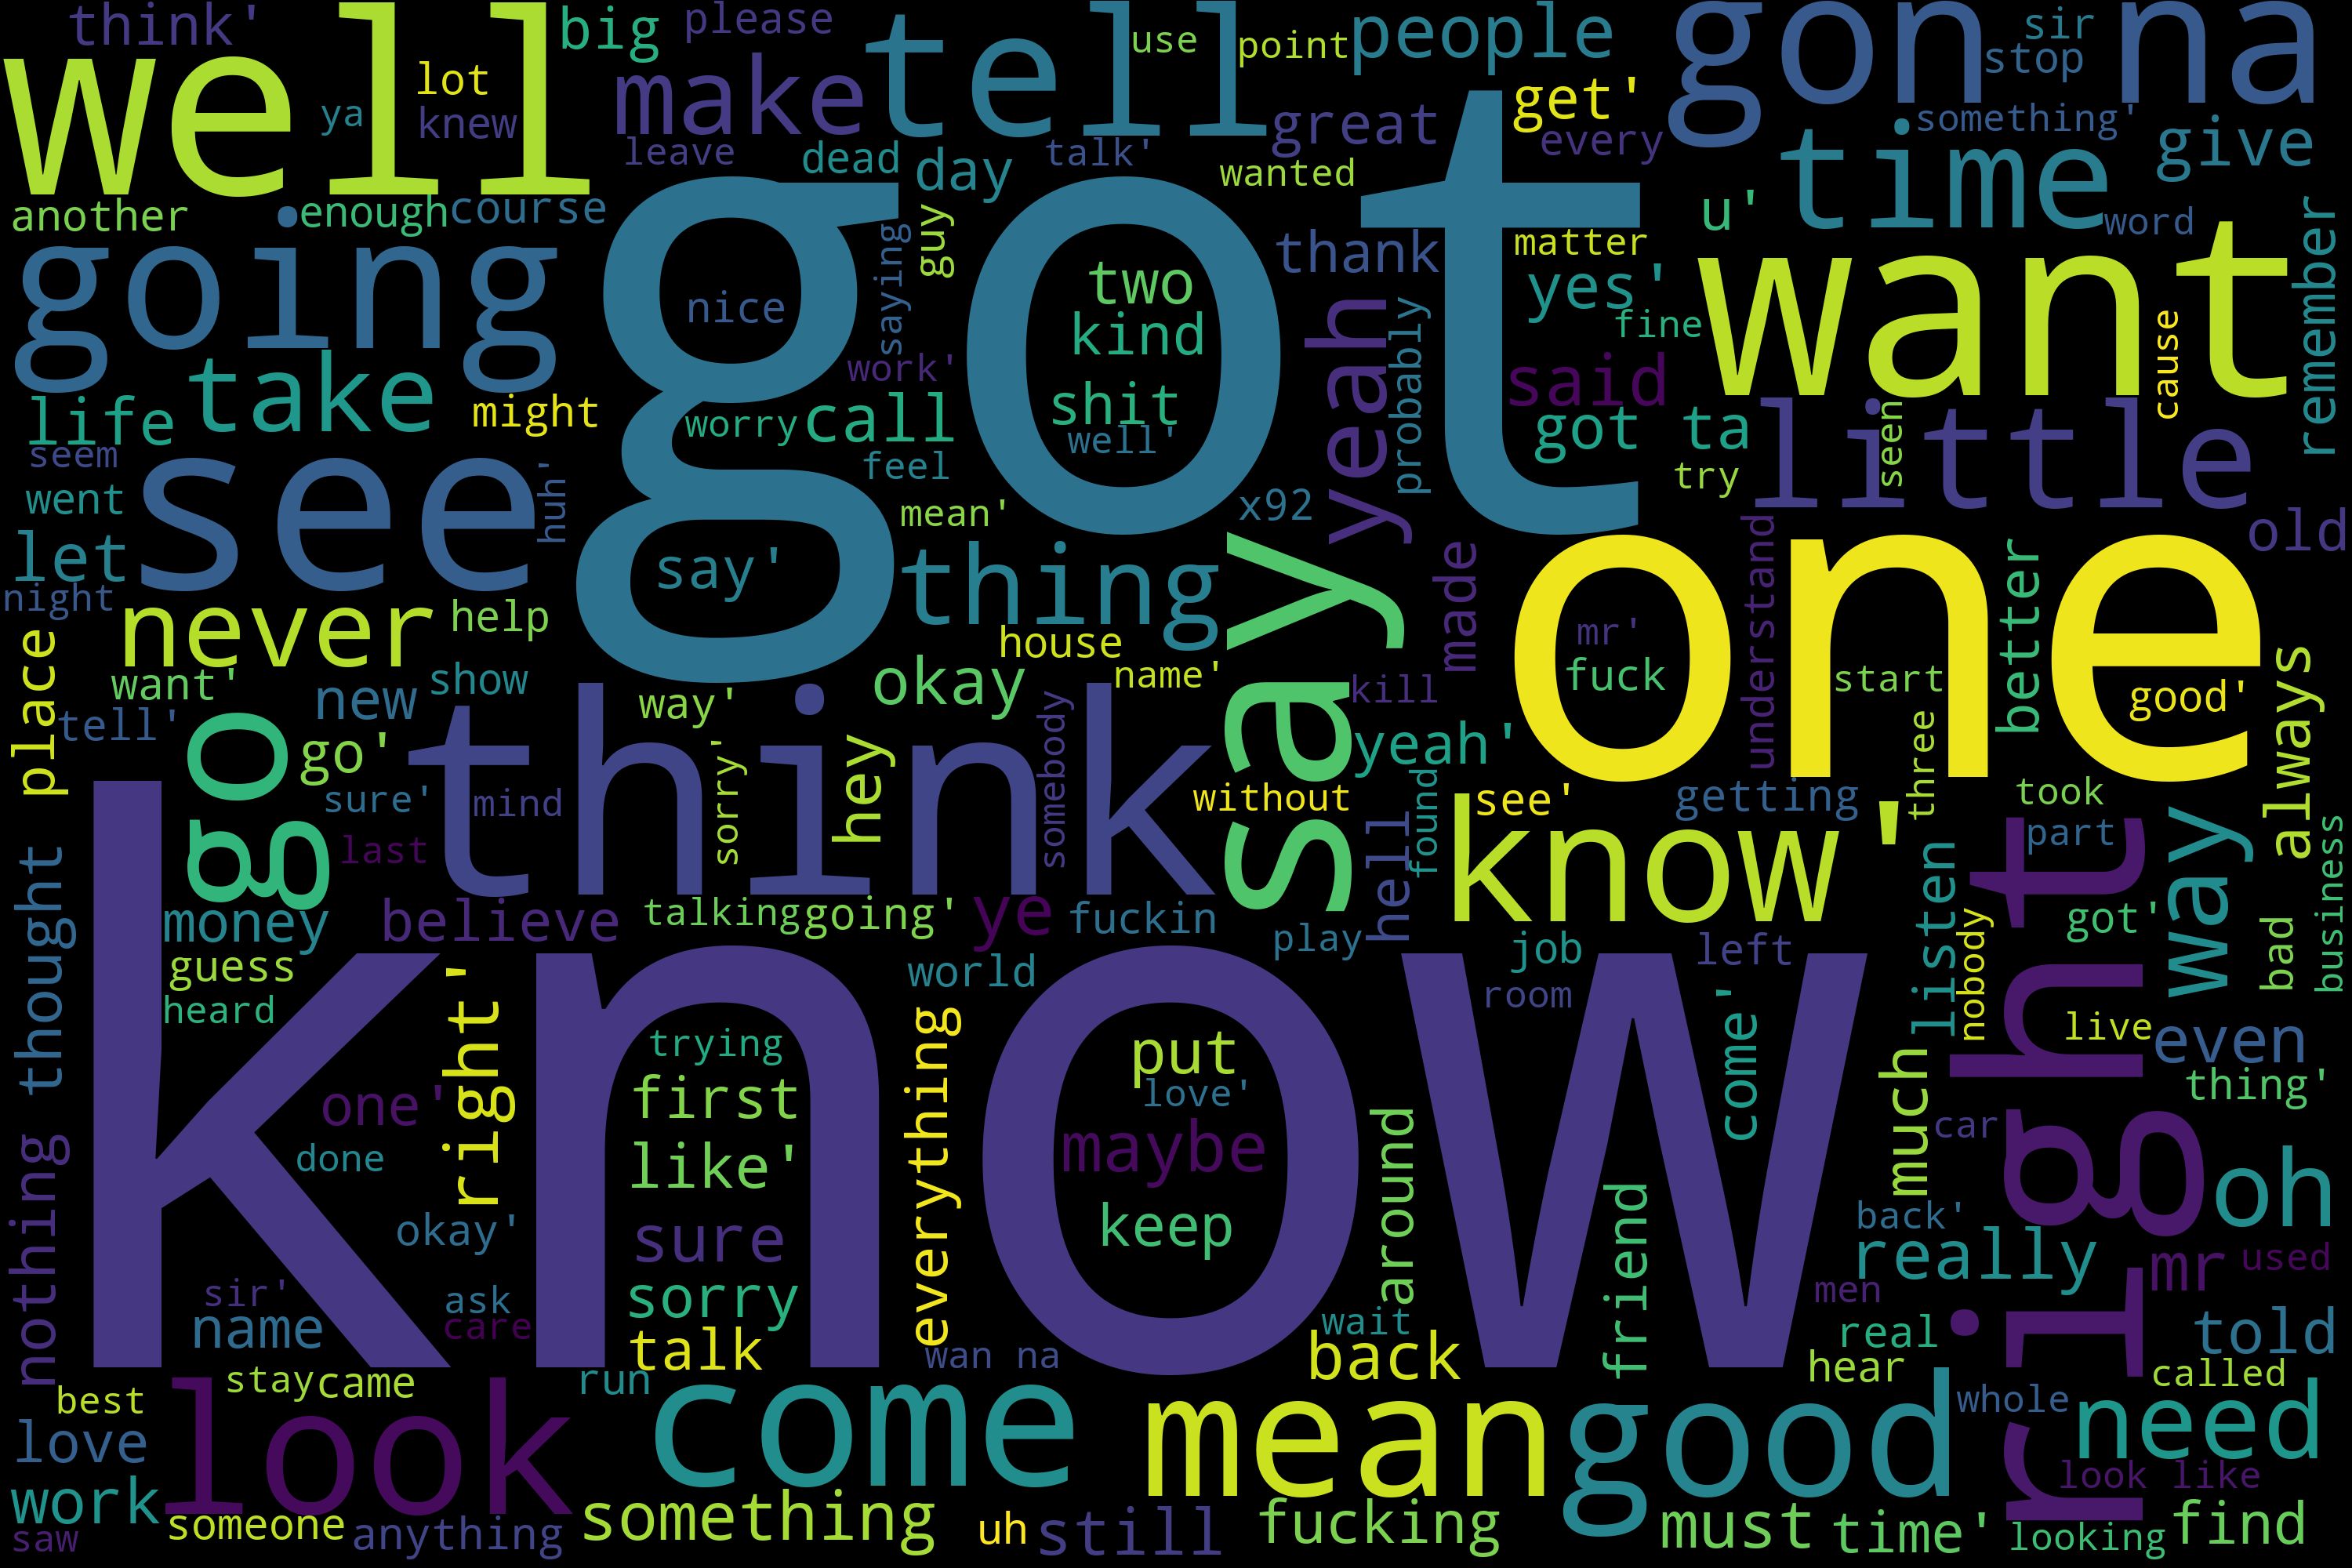 think'
big
please
tell
use
point
people
gon na
sir
stop
well
lot
knew
ya
make
leave
dead
day
talk'
great
wanted
get'
every
time
something'
give
another
enough
course
got
guy
saying
thank
matter
u'
word
remember
going
nice
two
kind
yes'
fine
want
cause
take
life
might
worry
call
work'
shit
well'
yeah
probably
said
got ta
little
seem
see
huh'
feel
try
seen
went
let
mean'
x92
old
say'
thing
say
made
one
understand
better
night
never
help
house
name'
mr'
fuck
start
good'
place
want'
new
show
way'
okay
kill
always
tell'
go
go'
think
somebody
hey
yeah'
sure'
mind
sorry'
without
see'
getting
three
took
part
last
hell
found
know'
business
thought
money
believe
talking
going'
ye
fuckin
play
job
left
listen
way
got'
bad
guess
heard
know
right'
world
room
come'
nobody
right
live
even
trying
everything
put
love'
much
thing'
nothing
one'
first
like'
maybe
around
car
oh
done
okay'
sure
keep
friend
back'
really
mr
used
sir'
name
ask
care
sorry
wait
men
real
told
talk
wan na
back
hear
called
best
stay
came
run
look
come
mean
good
whole
need
love
look like
work
someone
anything
something
uh
still
fucking
must
time'
looking
find
saw